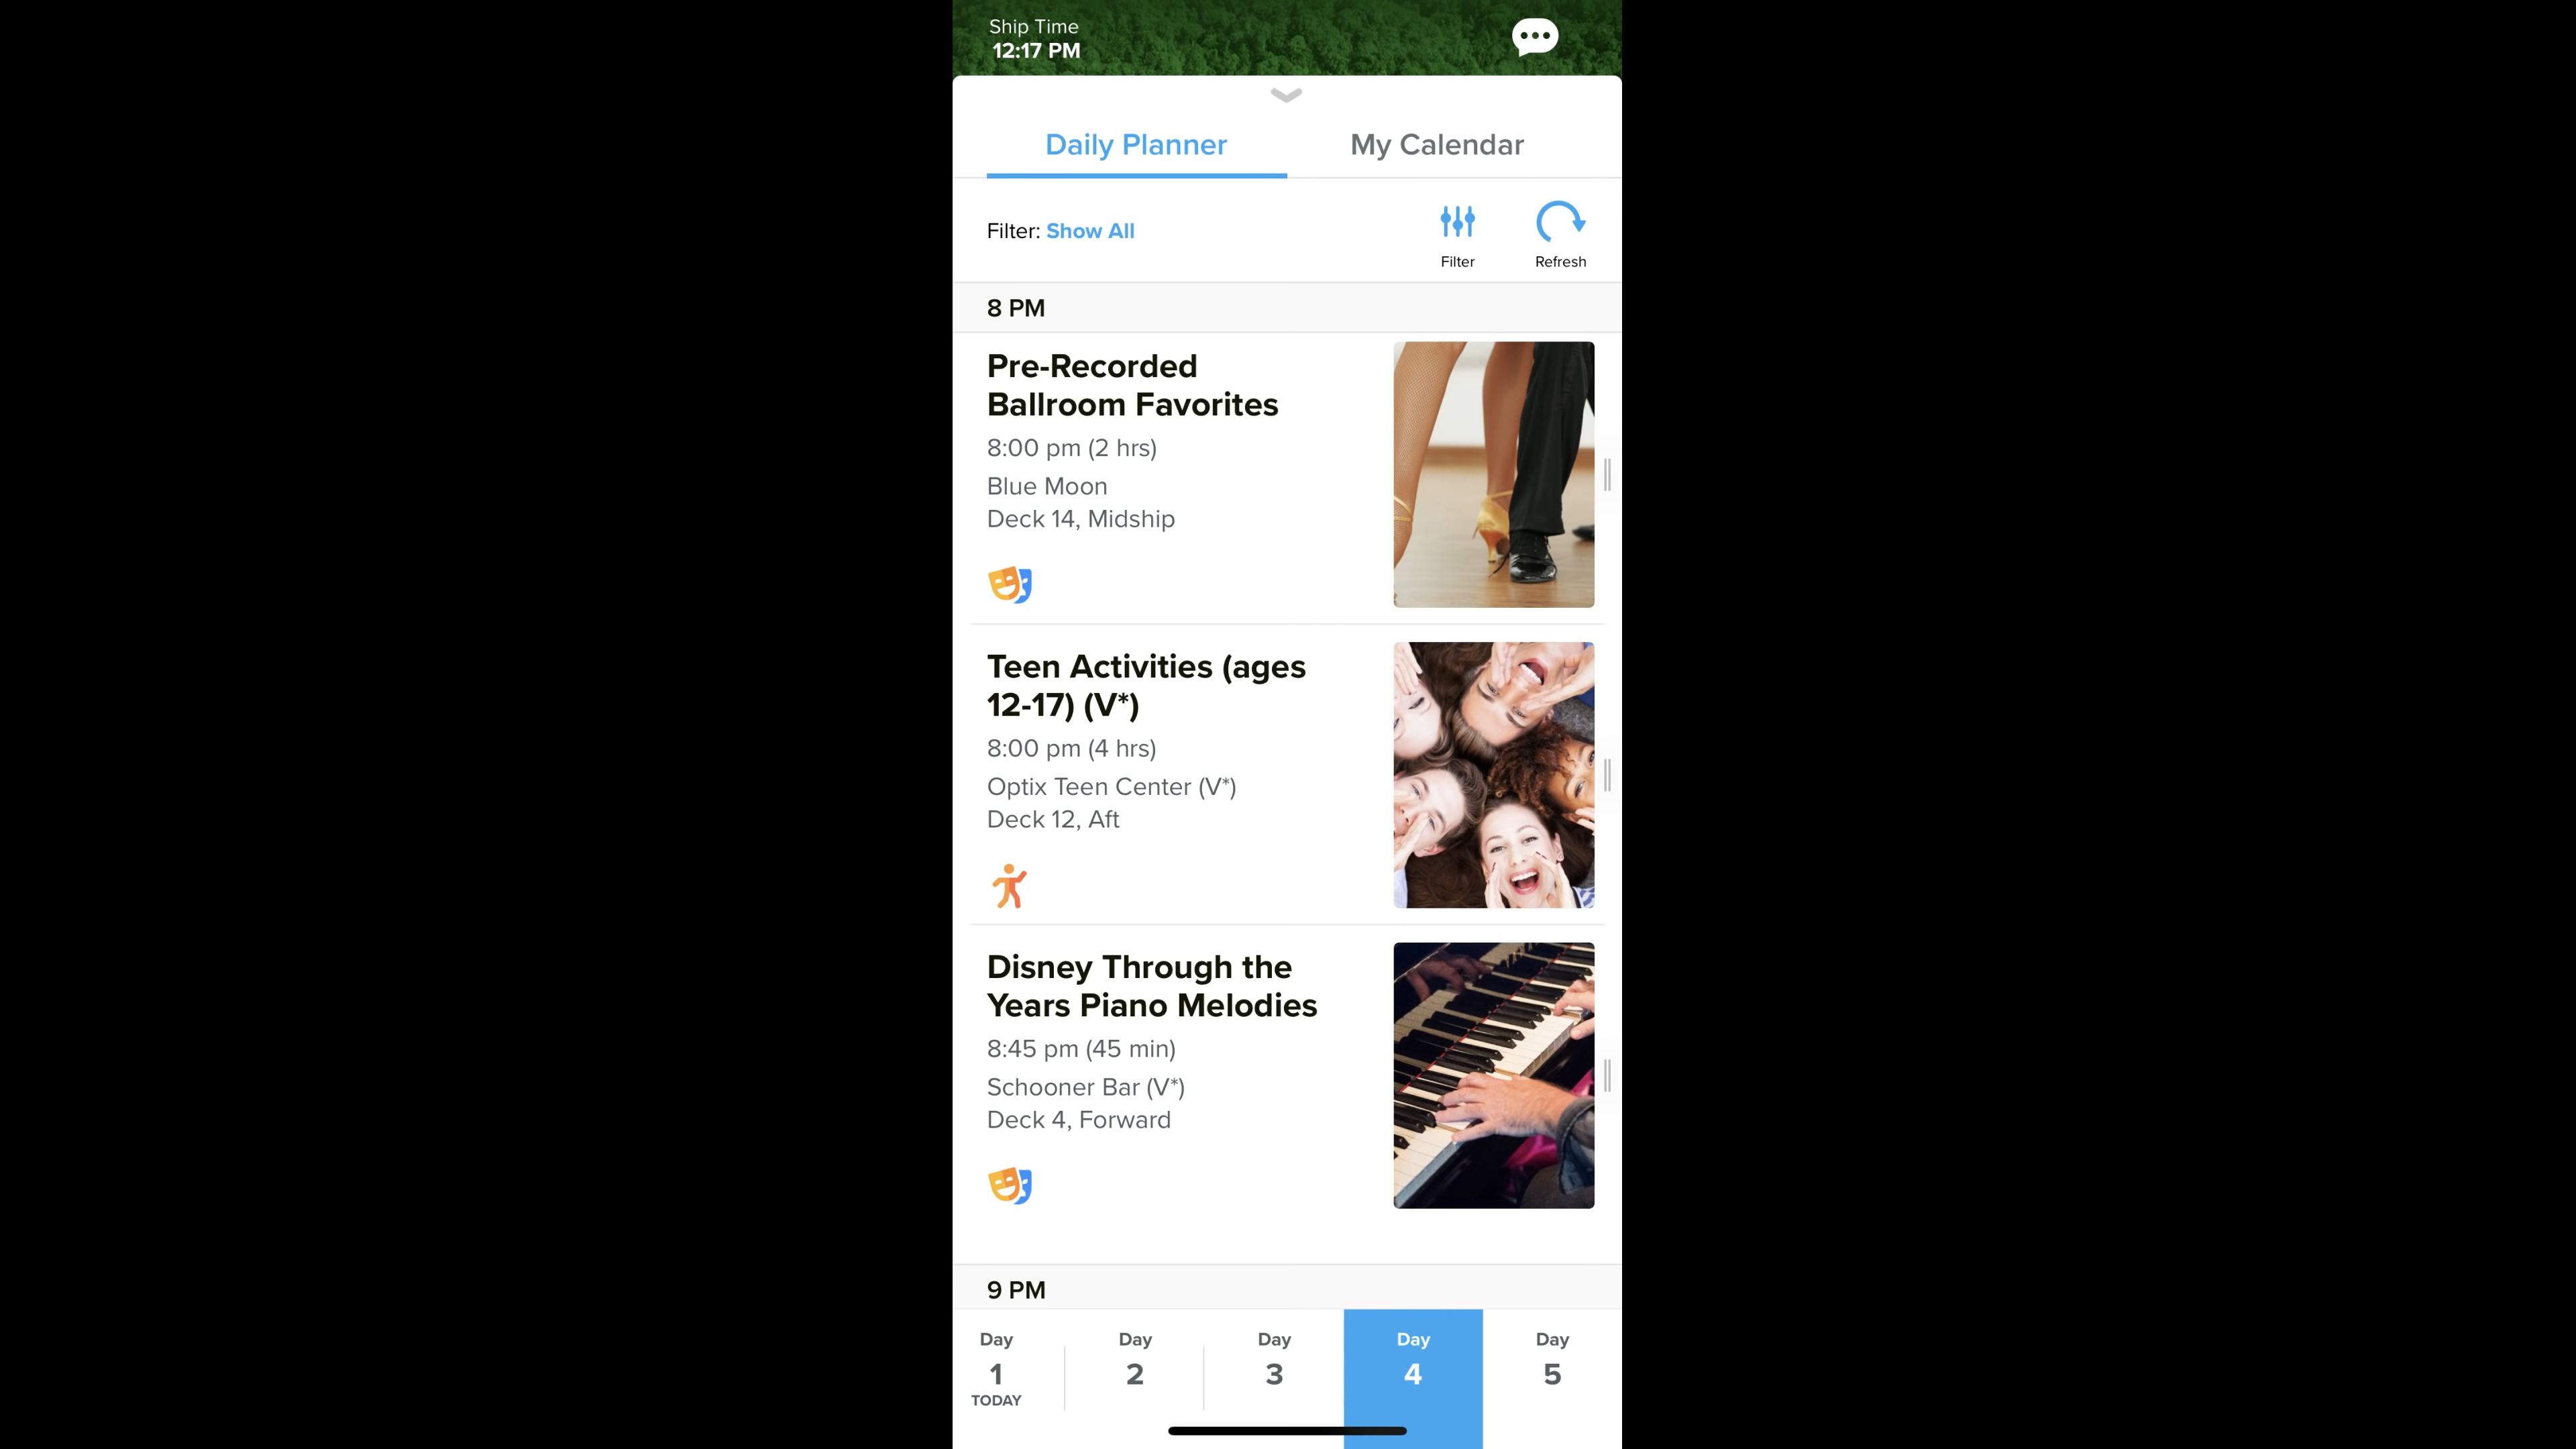 Ship Time
12:17 PM
Daily Planner
My Calendar
Filter: Show All
Filter
Refresh
8 PM
Pre-Recorded
Ballroom Favorites
8:00 pm (2 hrs)
Blue Moon
Deck 14, Midship
Teen Activities (ages
12-17) (V*)
8:00 pm (4 hrs)
Optix Teen Center (V*)
Deck 12, Aft
Disney Through the
Years Piano Melodies
8:45 pm (45 min)
Schooner Bar (V*)
Deck 4, Forward
9 PM
Day
1
TODAY
Day
2
Day
3
Day
4
Day
5